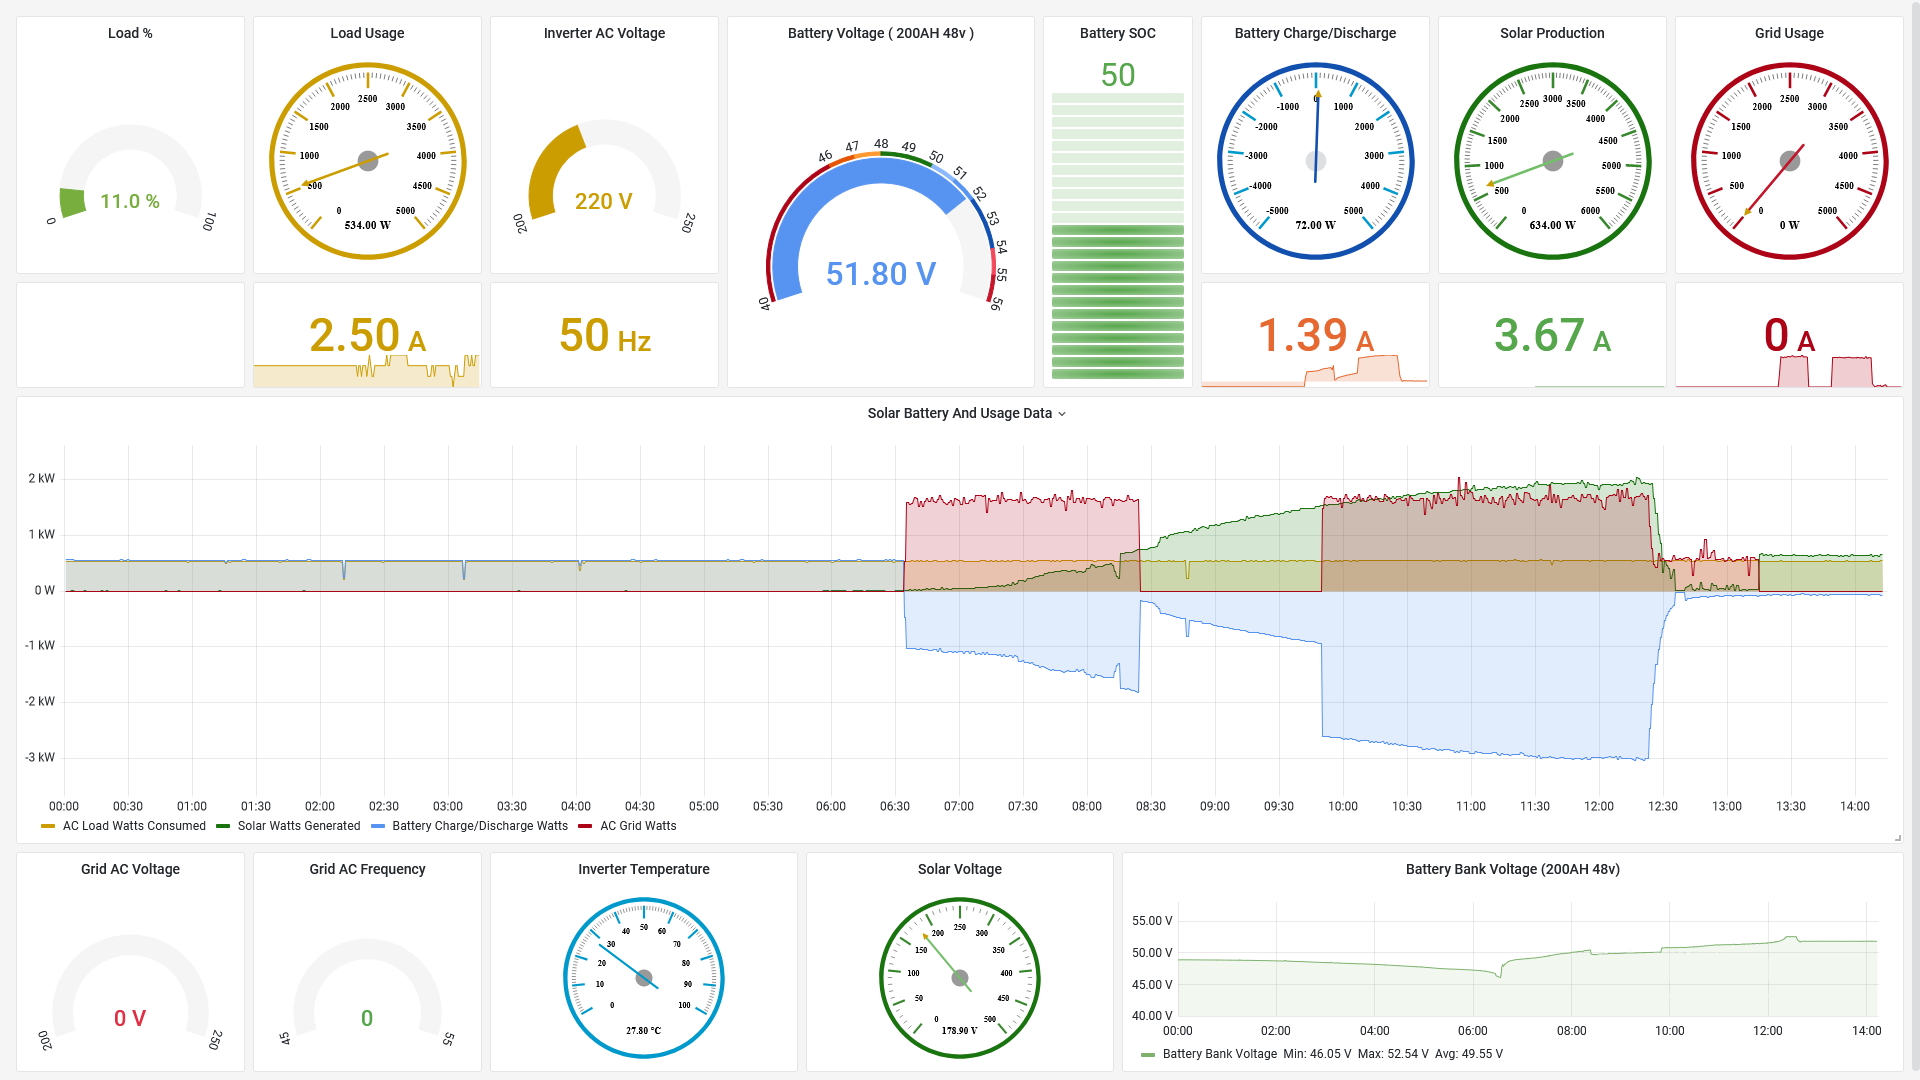 Load %
0
11.0 %
100
Load Usage
0
500
1000
1500
2000
2500
3000
3500
4000
4500
5000
534.00 W
2.50 A
Inverter AC Voltage
200
220 V
250
50 Hz
Battery Voltage ( 200AH 48v )
40
46
47
48
49
50
51
52
53
54
55
56
51.80 V
Battery SOC
50
Battery Charge/Discharge
-5000
-4000
-3000
-2000
-1000
0
1000
2000
3000
4000
5000
72.00 W
1.39 A
Solar Production
0
500
1000
1500
2000
2500
3000
3500
4000
4500
5000
5500
6000
634.00 W
3.67 A
Grid Usage
0
500
1000
1500
2000
2500
3000
3500
4000
4500
5000
0 W
0 A
Solar Battery And Usage Data
2 kW
1 kW
0 W
-1 kW
-2 kW
-3 kW
00:00 00:30 01:00 01:30 02:00 02:30 03:00 03:30 04:00 04:30 05:00 05:30 06:00 06:30 07:00 07:30 08:00 08:30 09:00 09:30 10:00 10:30 11:00 11:30 12:00 12:30 13:00 13:30 14:00
AC Load Watts Consumed Solar Watts Generated Battery Charge/Discharge Watts AC Grid Watts
Grid AC Voltage
200
0 V
250
Grid AC Frequency
45
0
55
Inverter Temperature
0
10
20
30
40
50
60
70
80
90
100
27.80 °C
Solar Voltage
0
50
100
150
200
250
300
350
400
450
500
178.90 V
Battery Bank Voltage (200AH 48v)
55.00 V
50.00 V
45.00 V
40.00 V
00:00 02:00 04:00 06:00 08:00 10:00 12:00 14:00
Battery Bank Voltage Min: 46.05 V Max: 52.54 V Avg: 49.55 V